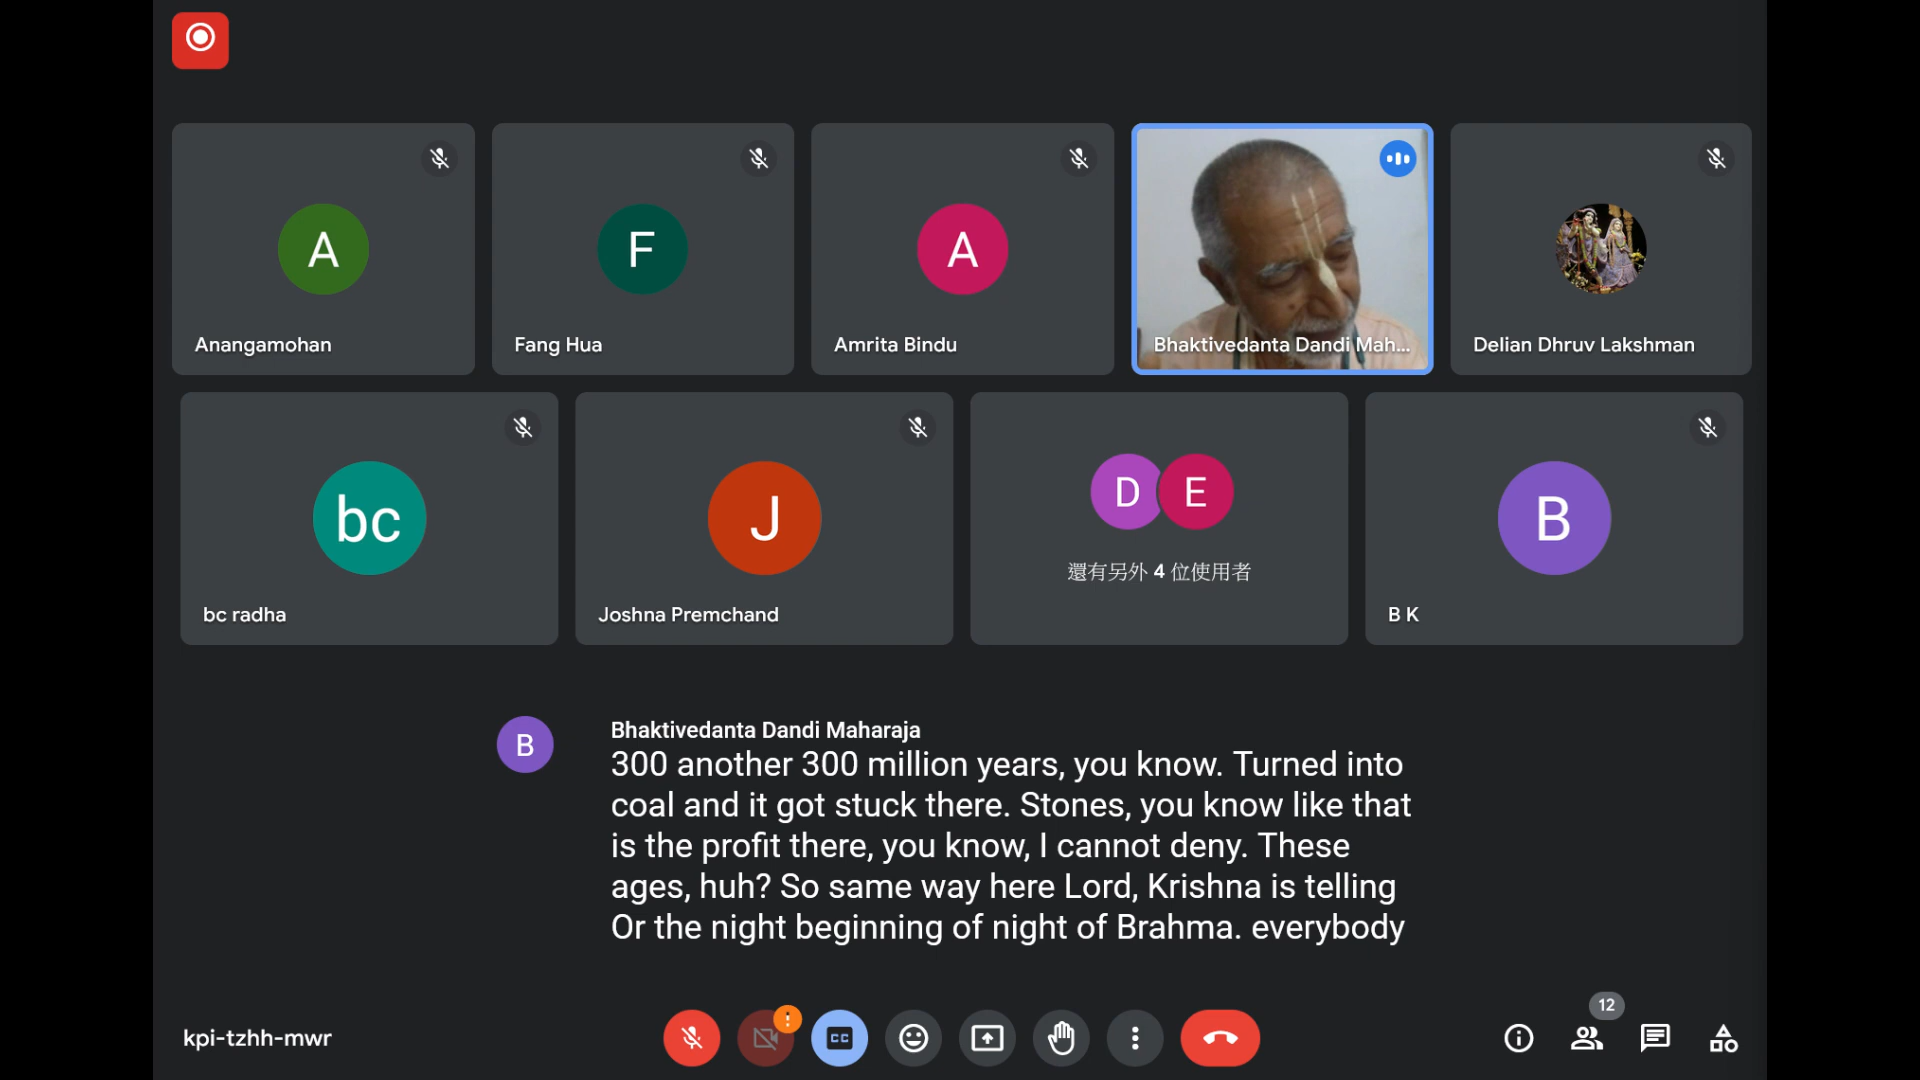 A
Anangamohan
F
Fang Hua
A
Amrita Bindu
Bhaktivedanta Dandi Mah...
Delian Dhruv Lakshman
bc
bc radha
J
Joshna Premchand
D E
還有另外 4 位使用者
B
B K
B
Bhaktivedanta Dandi Maharaja
300 another 300 million years, you know. Turned into
coal and it got stuck there. Stones, you know like that
is the profit there, you know, I cannot deny. These
ages, huh? So same way here Lord, Krishna is telling
Or the night beginning of night of Brahma. everybody
kpi-tzhh-mwr
CC
12